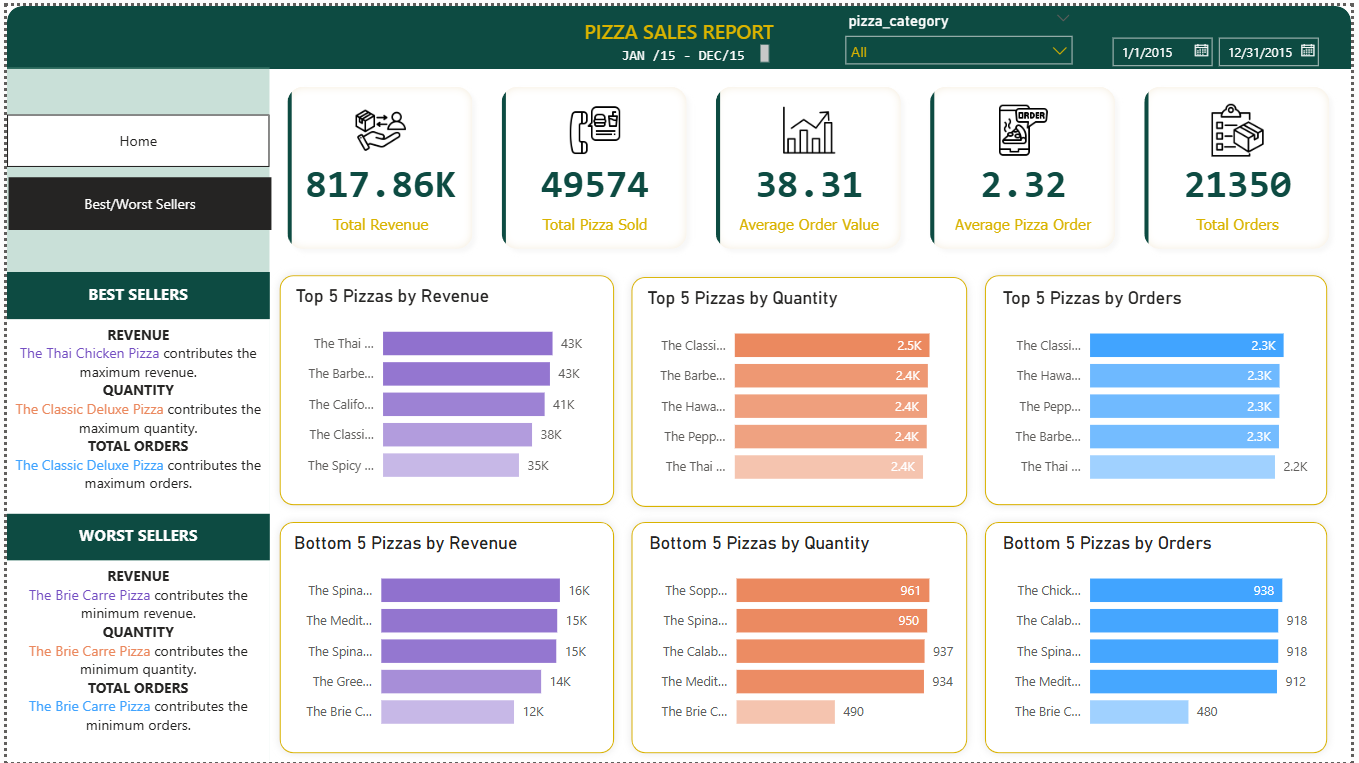 PIZZA SALES REPORT
JAN /15 - DEC/15
pizza_category
All
1/1/2015
12/31/2015
Home
Best/Worst Sellers
817.86K
Total Revenue
49574
Total Pizza Sold
38.31
Average Order Value
ORDER
2.32
Average Pizza Order
21350
Total Orders
BEST SELLERS
REVENUE
The Thai Chicken Pizza contributes the
maximum revenue.
QUANTITY
The Classic Deluxe Pizza contributes the
maximum quantity.
TOTAL ORDERS
The Classic Deluxe Pizza contributes the
maximum orders.
WORST SELLERS
REVENUE
The Brie Carre Pizza contributes the
minimum revenue.
QUANTITY
The Brie Carre Pizza contributes the
minimum quantity.
TOTAL ORDERS
The Brie Carre Pizza contributes the
minimum orders.
Top 5 Pizzas by Revenue
The Thai ... 43K
The Barbe... 43K
The Califo... 41K
The Classi... 38K
The Spicy ... 35K
Top 5 Pizzas by Quantity
The Classi... 2.5K
The Barbe... 2.4K
The Hawa... 2.4K
The Pepp... 2.4K
The Thai ... 2.4K
Top 5 Pizzas by Orders
The Classi... 2.3K
The Hawa... 2.3K
The Pepp... 2.3K
The Barbe... 2.3K
The Thai ... 2.2K
Bottom 5 Pizzas by Revenue
The Spina... 16K
The Medit... 15K
The Spina... 15K
The Gree... 14K
The Brie C... 12K
Bottom 5 Pizzas by Quantity
The Sopp... 961
The Spina... 950
The Calab... 937
The Medit... 934
The Brie C... 490
Bottom 5 Pizzas by Orders
The Chick... 938
The Calab... 918
The Spina... 918
The Medit... 912
The Brie C... 480